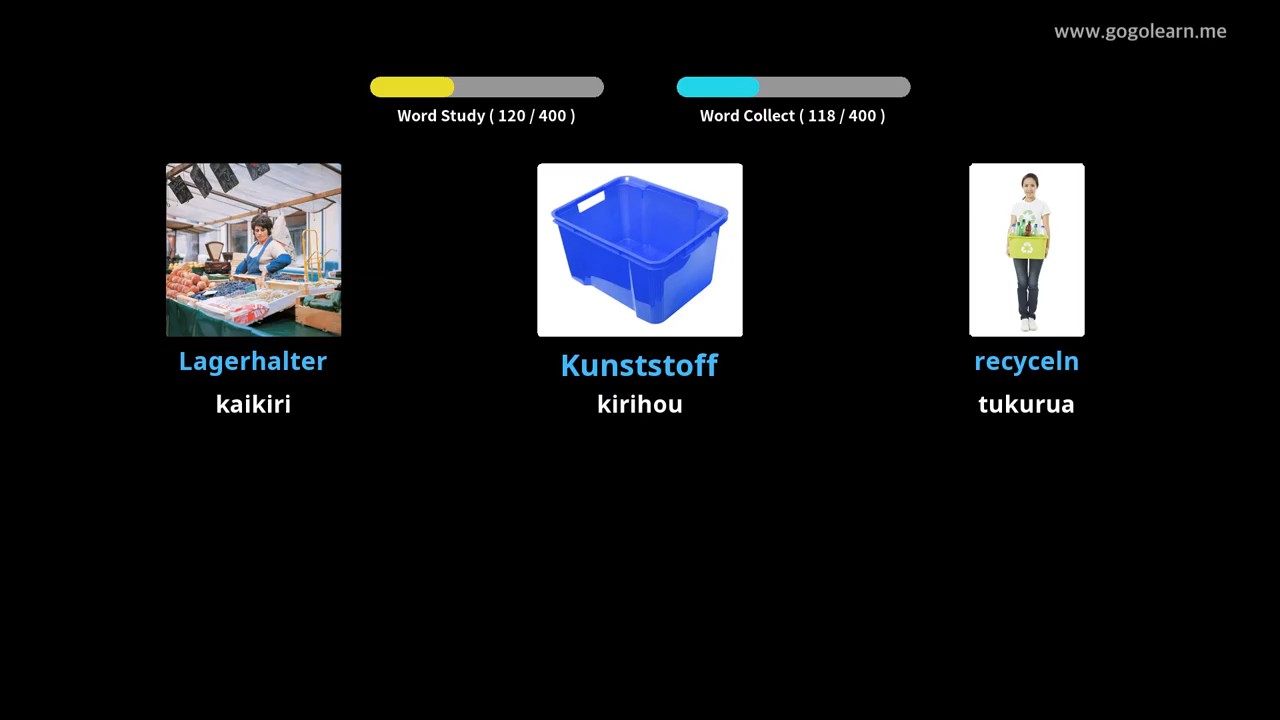 www.gogolearn.me
Word Study ( 120 / 400 )
Word Collect ( 118 / 400 )
Lagerhalter
kaikiri
Kunststoff
kirihou
recyceln
tukurua